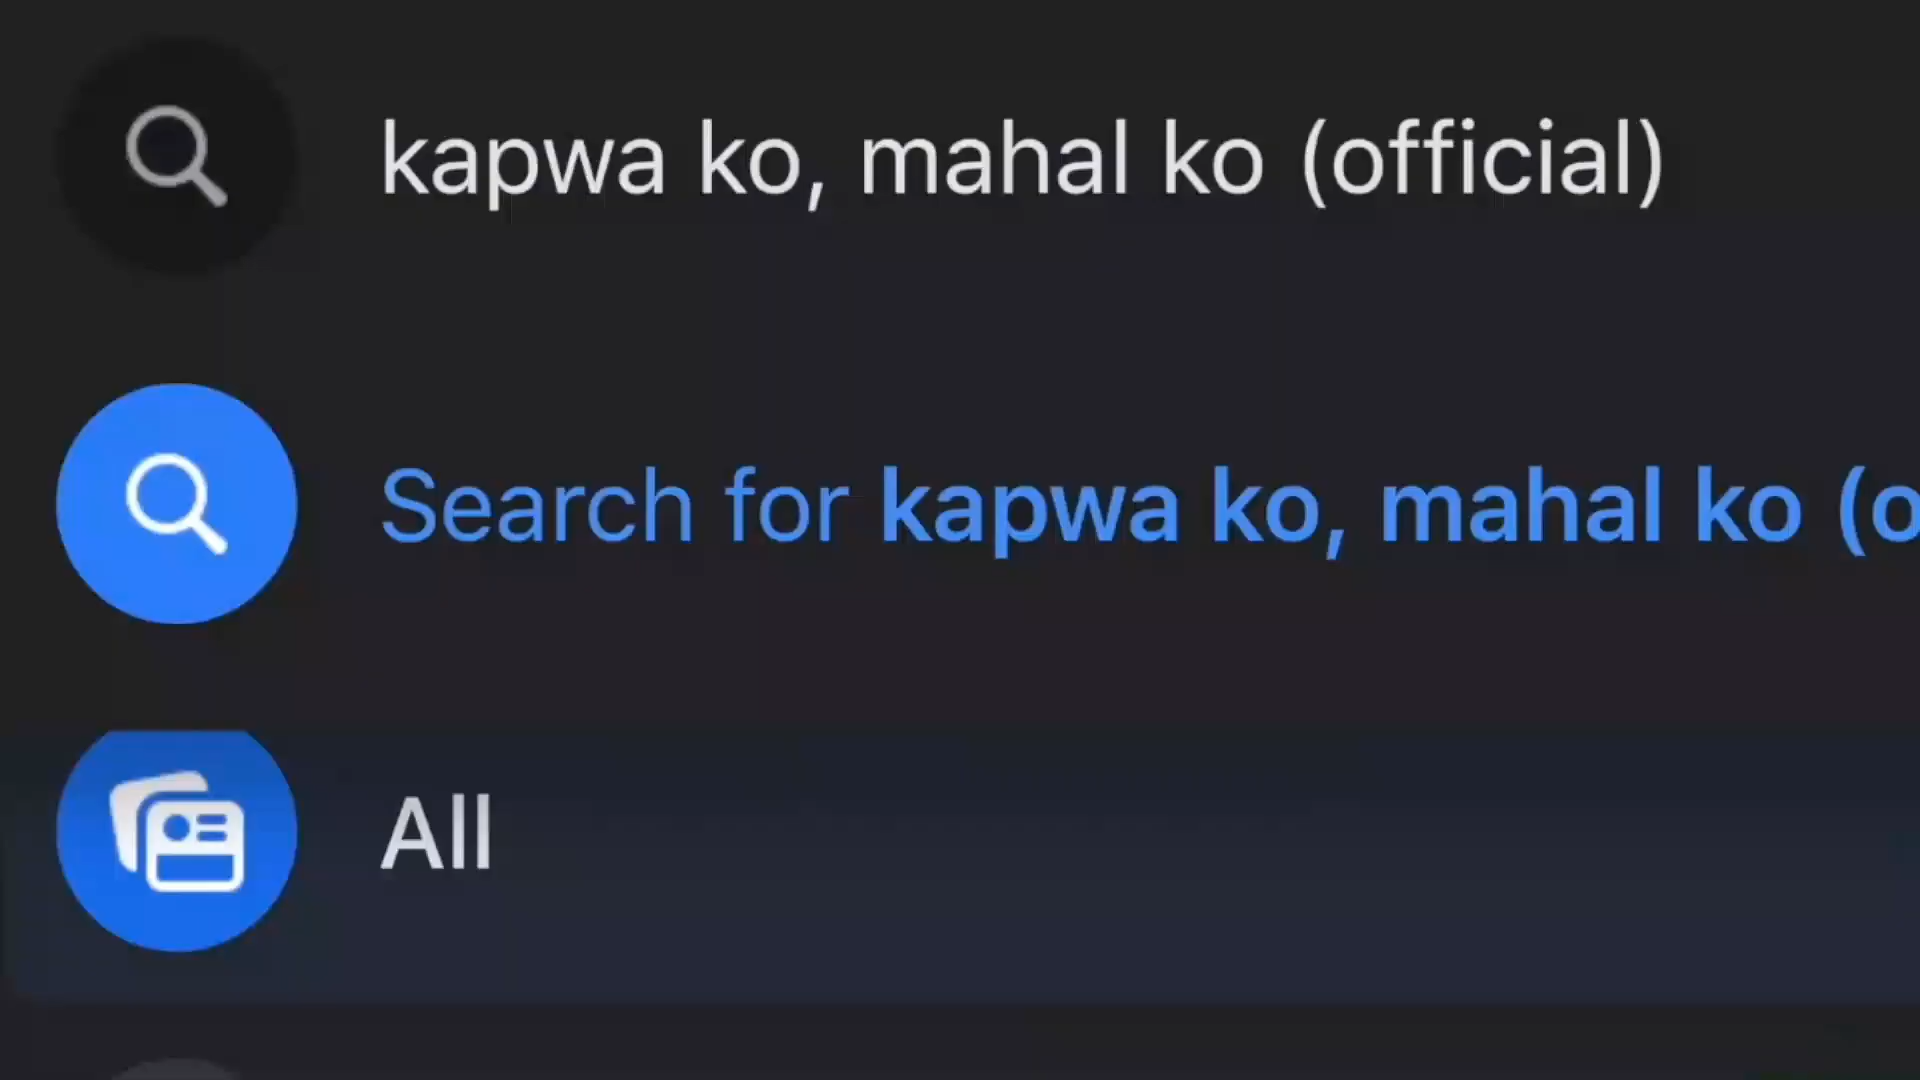 kapwa ko, mahal ko (official)
Search for kapwa ko, mahal ko (o
All